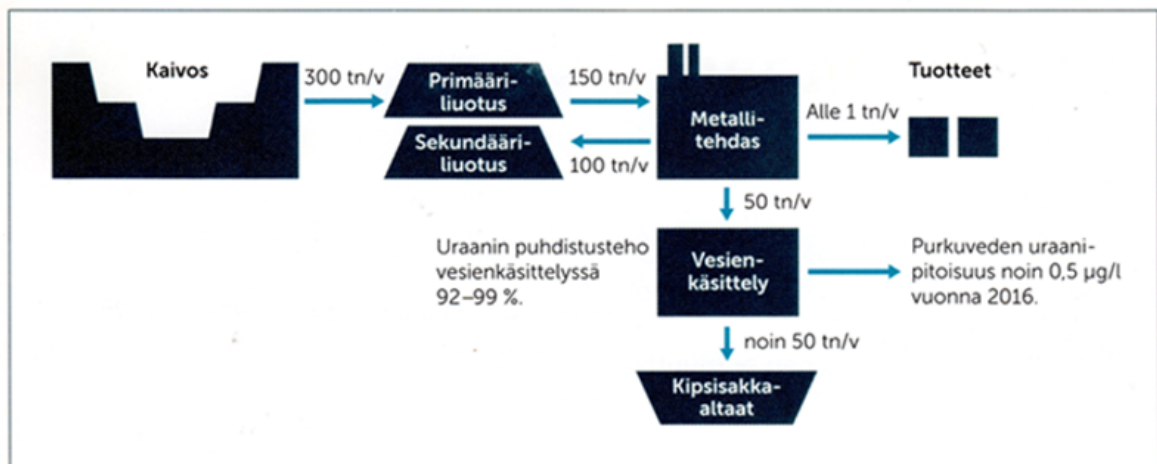 Kaivos
300 tn/v
Primääri-
liuotus
150 tn/v
Sekundääri-
liuotus
100 tn/v
Metalli-
tehdas
Alle 1 tn/v
Tuotteet
50 tn/v
Uraanin puhdistusteho
vesienkäsittelyssä
92–99 %.
Vesien-
käsittely
Purkuveden uraani-
pitoisuus noin 0,5 µg/l
vuonna 2016.
noin 50 tn/v
Kipsisakka-
altaat